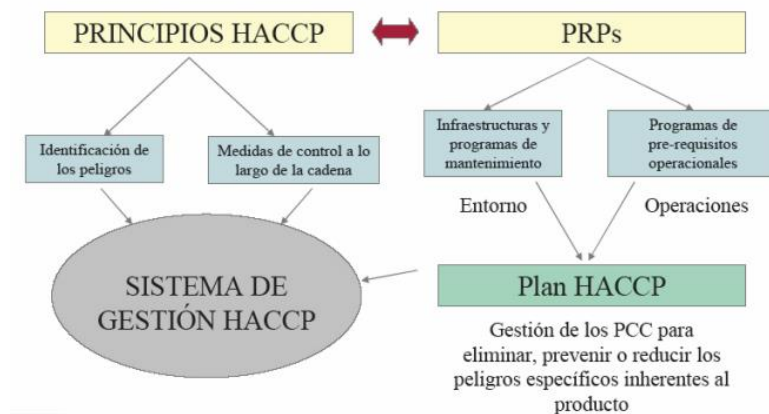 PRINCIPIOS HACCP
PRPs
Identificación de
los peligros
Medidas de control a lo
largo de la cadena
Infraestructuras y
programas de
mantenimiento
Programas de
pre-requisitos
operacionales
Entorno
Operaciones
SISTEMA DE
GESTIÓN HACCP
Plan HACCP
Gestión de los PCC para
eliminar, prevenir o reducir los
peligros específicos inherentes al
producto